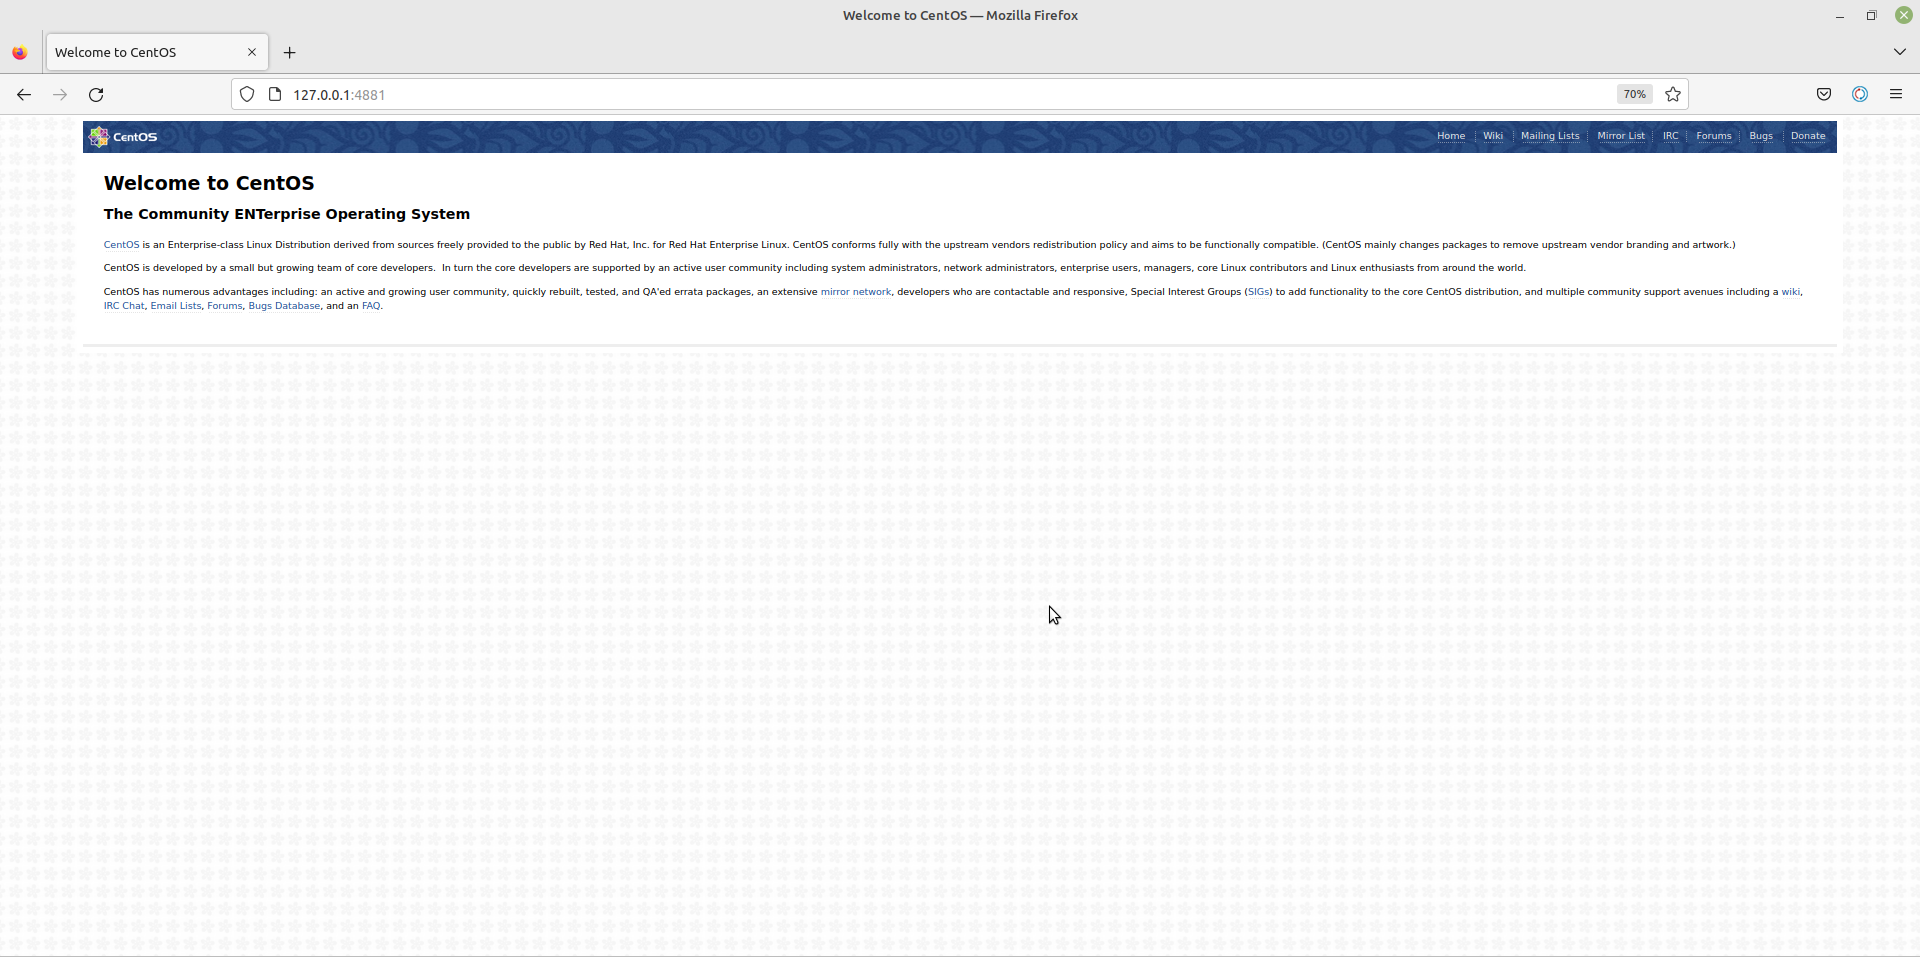 Welcome to CentOS — Mozilla Firefox
Welcome to CentOS
127.0.0.1:4881
70%
CentOS
Home Wiki Mailing Lists Mirror List IRC Forums Bugs Donate
Welcome to CentOS
The Community ENTerprise Operating System
CentOS is an Enterprise-class Linux Distribution derived from sources freely provided to the public by Red Hat, Inc. for Red Hat Enterprise Linux. CentOS conforms fully with the upstream vendors redistribution policy and aims to be functionally compatible. (CentOS mainly changes packages to remove upstream vendor branding and artwork.)
CentOS is developed by a small but growing team of core developers.  In turn the core developers are supported by an active user community including system administrators, network administrators, enterprise users, managers, core Linux contributors and Linux enthusiasts from around the world.
CentOS has numerous advantages including: an active and growing user community, quickly rebuilt, tested, and QA'ed errata packages, an extensive mirror network, developers who are contactable and responsive, Special Interest Groups (SIGs) to add functionality to the core CentOS distribution, and multiple community support avenues including a wiki,
IRC Chat, Email Lists, Forums, Bugs Database, and an FAQ.